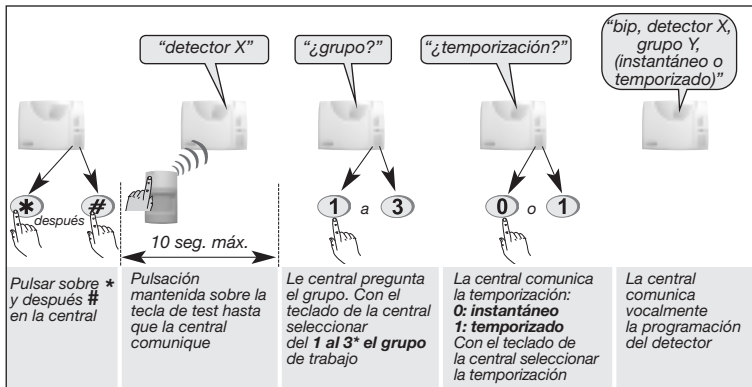 “detector X”
“¿grupo?”
“¿temporización?”
“bip, detector X,
grupo Y,
(instantáneo o
temporizado)”
* después #
10 seg. máx.
1 a 3
0 o 1
Pulsar sobre *
y después #
en la central
Pulsación
mantenida sobre la
tecla de test hasta
que la central
comunique
Le central pregunta
el grupo. Con el
teclado de la central
seleccionar
del 1 al 3* el grupo
de trabajo
La central comunica
la temporización:
0: instantáneo
1: temporizado
Con el teclado de
la central seleccionar
la temporización
La central
comunica
vocalmente
la programación
del detector